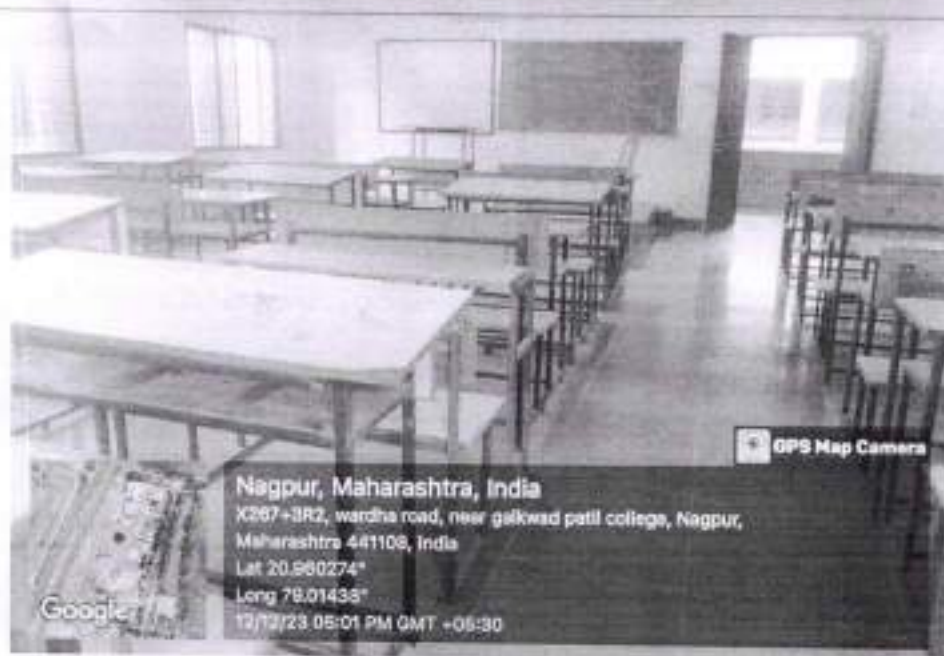 GPS Map Camera
Nagpur, Maharashtra, India
X267+3R2, wardha road, near gaikwad patil college, Nagpur,
Maharashtra 441108, India
Lat 20.960274°
Long 79.01438°
12/12/23 05:01 PM GMT +05:30
Google